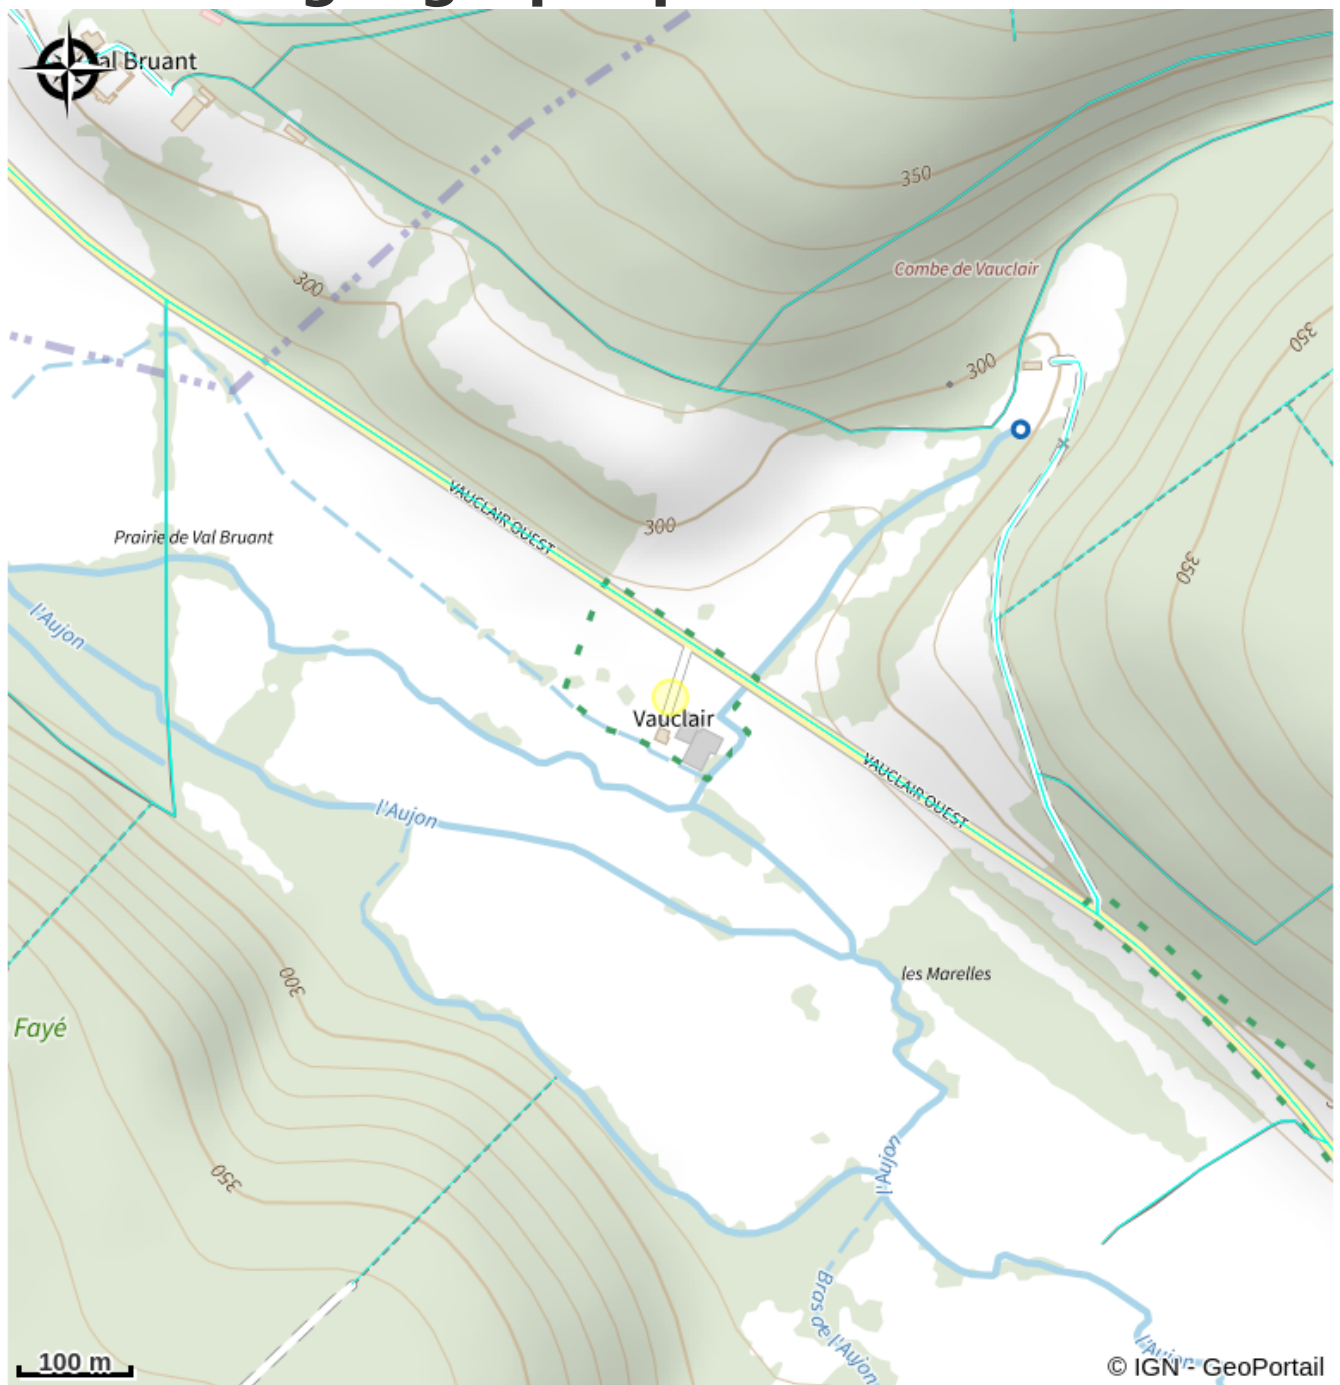 Val Bruant
350
Combe de Vauclair
300
350
300
VAUCLAIR OUEST
300
Prairie de Val Bruant
350
l'Aujon
Vauclair
VAUCLAIR OUEST
l'Aujon
les Marelles
300
Fayé
l'Aujon
350
Bras de l'Aujon
l'Aujon
100 m
© IGN - GeoPortail